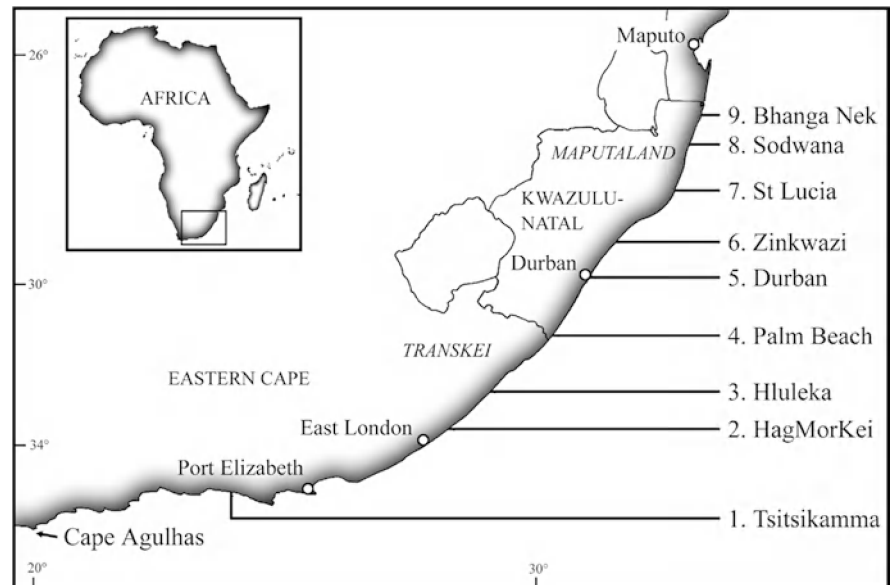 26°
30°
34°
20°
30°
AFRICA
Maputo
MAPUTALAND
KWAZULU-
NATAL
Durban
TRANSKEI
EASTERN CAPE
East London
Port Elizabeth
Cape Agulhas
9. Bhanga Nek
8. Sodwana
7. St Lucia
6. Zinkwazi
5. Durban
4. Palm Beach
3. Hluleka
2. HagMorKei
1. Tsitsikamma